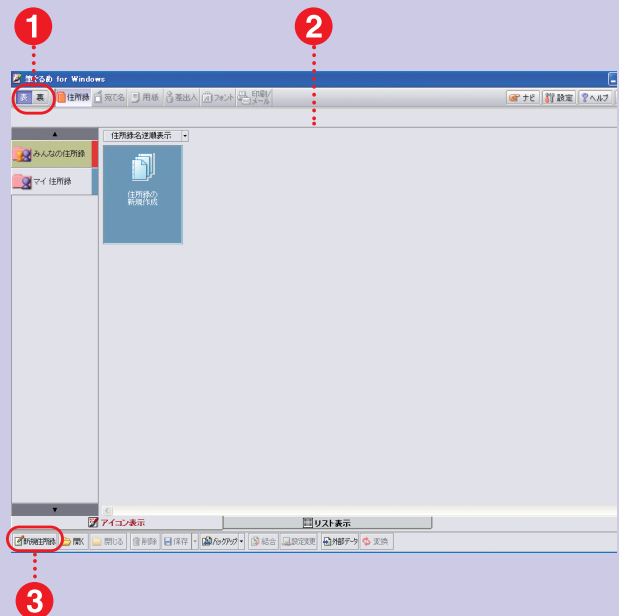 1 2
筆ぐるめ for Windows
表 裏 住所録 宛て名 用紙 差出人 フォント 印刷/メール ナビ 設定 ?ヘルプ
▲ 住所録名逆順表示
みんなの住所録
マイ住所録
住所録の
新規作成
▼
アイコン表示 リスト表示
新規住所録 開く 閉じる 削除 保存 バックアップ 結合 設定変更 外部データ 変換
3